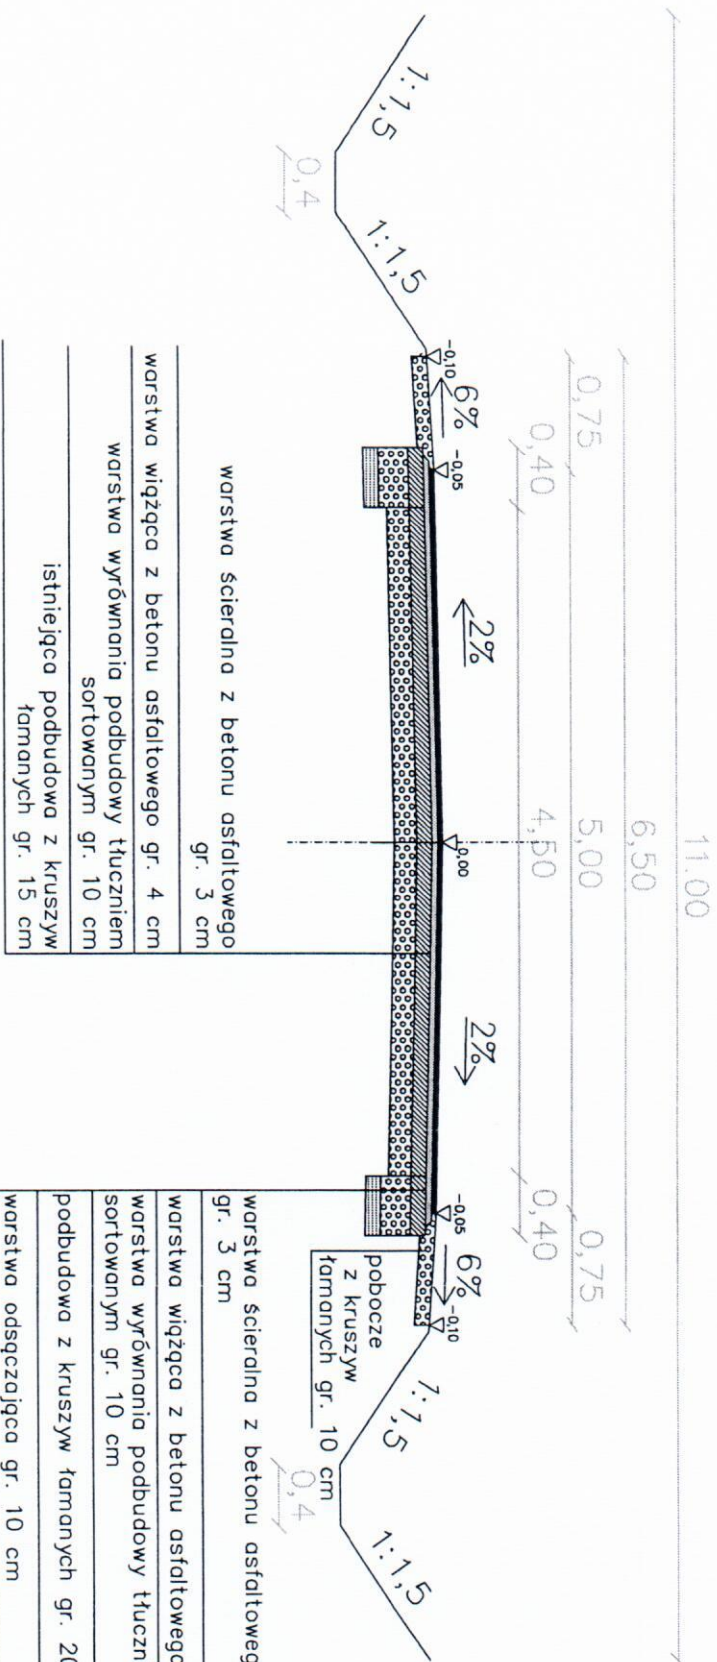 11.00
6,50
0,75
5,00
0,75
0,40
4,50
0,40
1:1,5
0,4
1:1,5
-0,10
6%
-0,05
2%
0,00
2%
-0,05
6%
-0,10
1:1,5
0,4
1:1,5
warstwa ścieralna z betonu asfaltowego
gr. 3 cm
warstwa wiążąca z betonu asfaltowego gr. 4 cm
warstwa wyrównania podbudowy tłuczniem
sortowanym gr. 10 cm
istniejąca podbudowa z kruszyw
łamanych gr. 15 cm
pobocze
z kruszyw
łamanych gr. 10 cm
warstwa ścieralna z betonu asfaltoweg
gr. 3 cm
warstwa wiążąca z betonu asfaltowego
warstwa wyrównania podbudowy tłuczn
sortowanym gr. 10 cm
podbudowa z kruszyw łamanych gr. 20
warstwa odsączająca gr. 10 cm